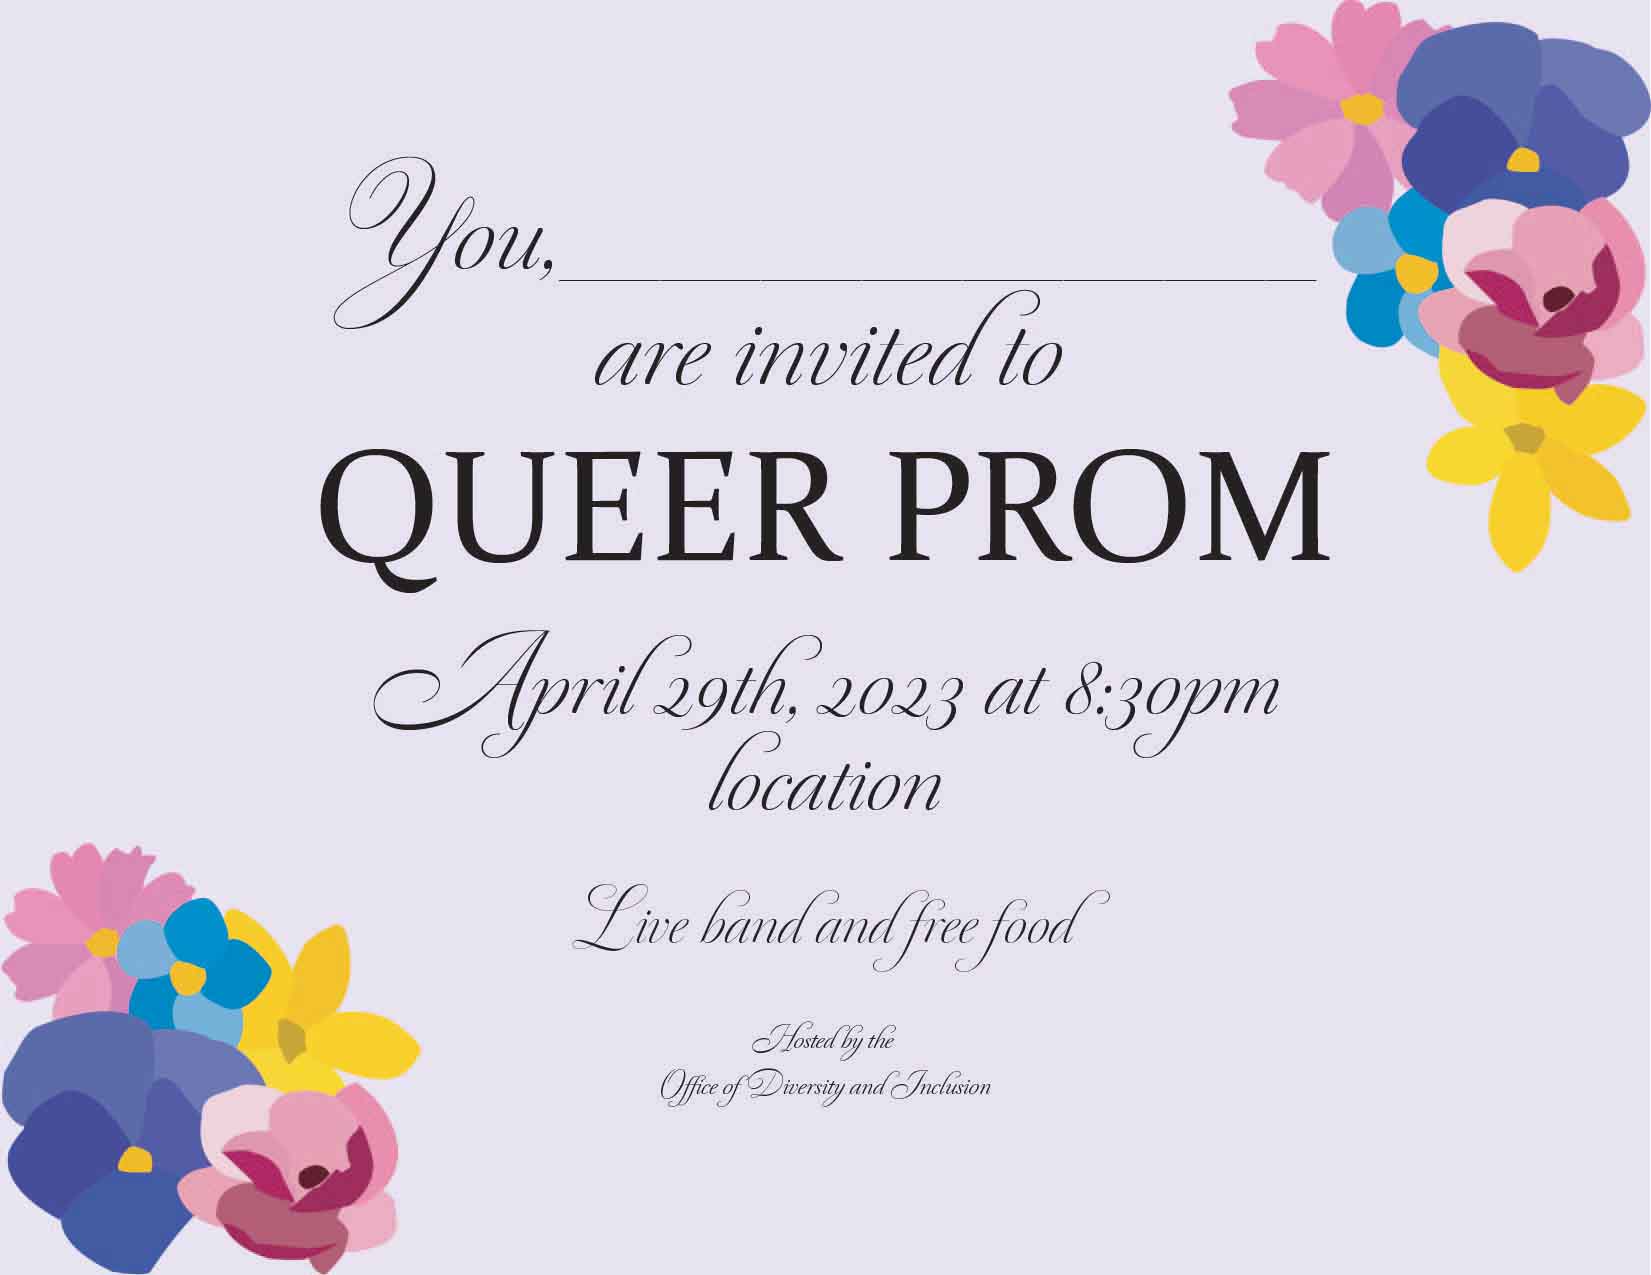 You,_______________
are invited to
QUEER PROM
April 29th, 2023 at 8:30pm
location
Live band and free food
Hosted by the
Office of Diversity and Inclusion